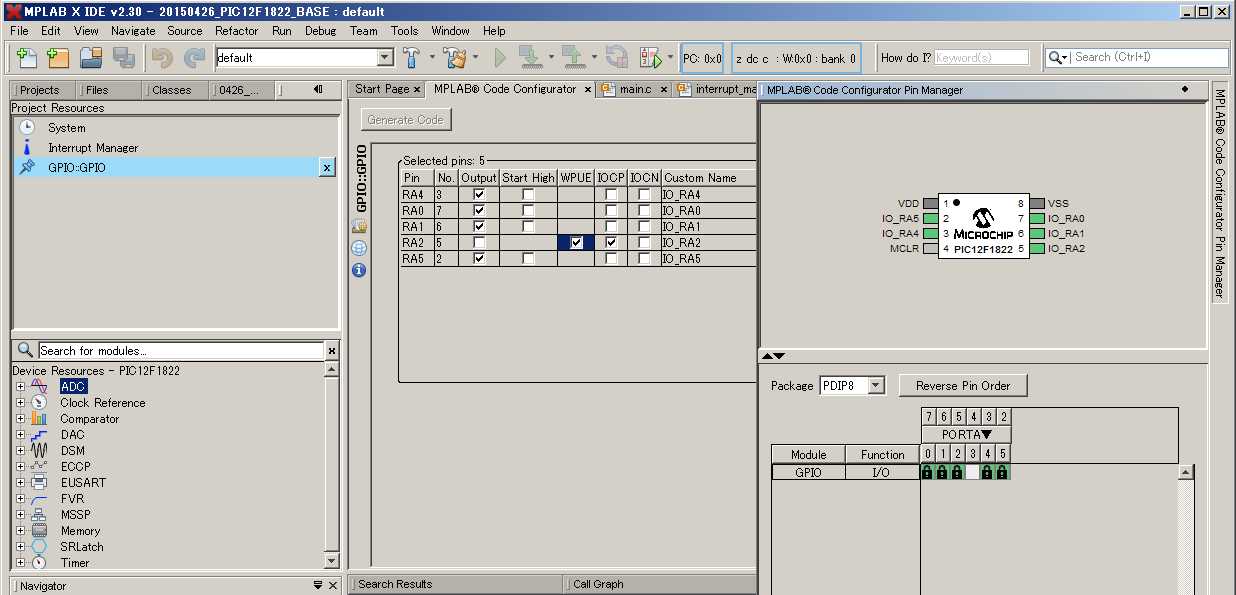 MPLAB X IDE v2.30 - 20150426_PIC12F1822_BASE : default
File Edit View Navigate Source Refactor Run Debug Team Tools Window Help
default
PC: 0x0
z dc c : W:0x0 : bank 0
How do I? Keyword(s)
Search (Ctrl+I)
Projects Files Classes 0426_...
Project Resources
System
Interrupt Manager
GPIO::GPIO x
Search for modules...
Device Resources - PIC12F1822
ADC
Clock Reference
Comparator
DAC
DSM
ECCP
EUSART
FVR
MSSP
Memory
SRLatch
Timer
Navigator
Start Page MPLAB® Code Configurator main.c interrupt_ma
Generate Code
GPIO::GPIO
Selected pins: 5
Pin No. Output Start High WPUE IOCP IOCN Custom Name
RA4 3 IO_RA4
RA0 7 IO_RA0
RA1 6 IO_RA1
RA2 5 IO_RA2
RA5 2 IO_RA5
Search Results Call Graph
MPLAB® Code Configurator Pin Manager
VDD 1 8 VSS
IO_RA5 2 7 IO_RA0
IO_RA4 3 MICROCHIP 6 IO_RA1
MCLR 4 PIC12F1822 5 IO_RA2
Package PDIP8 Reverse Pin Order
7 6 5 4 3 2
PORTA▼
Module Function 0 1 2 3 4 5
GPIO I/O
MPLAB® Code Configurator Pin Manager